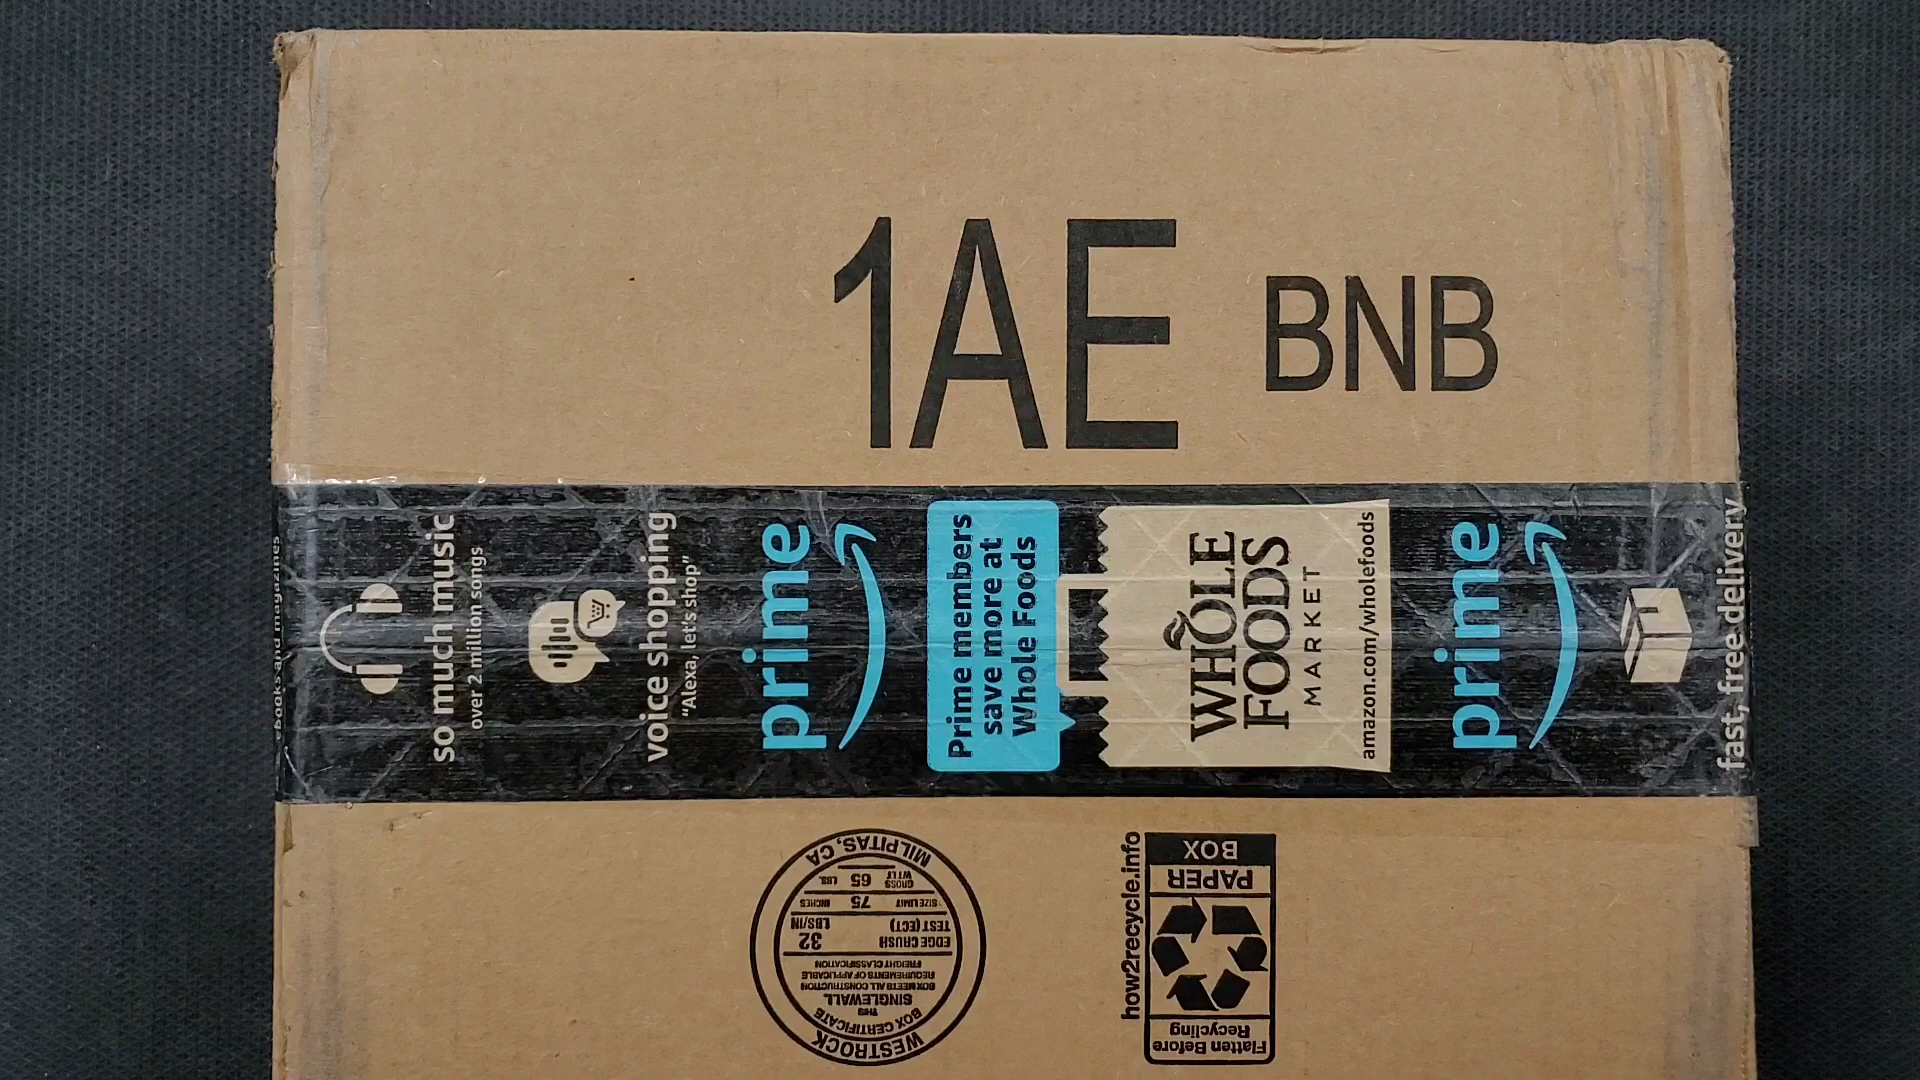 1AE BNB
books and magazines
so much music
over 2 million songs
voice shopping
"Alexa, let's shop"
prime
Prime members
save more at
Whole Foods
WHOLE
FOODS
MARKET
amazon.com/wholefoods
prime
fast, free delivery
WESTROCK
BOX CERTIFICATE
THIS
SINGLEWALL
BOX MEETS ALL CONSTRUCTION
REQUIREMENTS OF APPLICABLE
FREIGHT CLASSIFICATION
EDGE CRUSH
TEST (ECT)
32
LBS/IN
SIZE LIMIT 75 INCHES
GROSS
WT LT
65 LBS.
MILPITAS, CA
how2recycle.info
Flatten Before
Recycling
PAPER
BOX